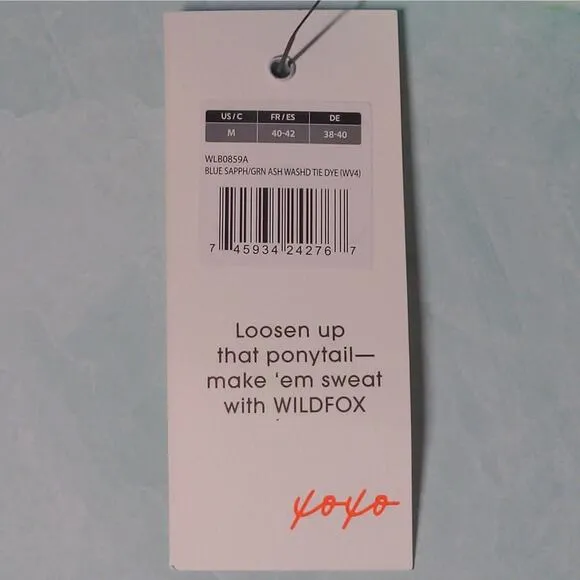 US / C FR / ES DE
M 40-42 38-40
WLB0859A
BLUE SAPPH/GRN ASH WASHD TIE DYE (WV4)
7 45934 24276 7
Loosen up
that ponytail—
make ‘em sweat
with WILDFOX
xoxo